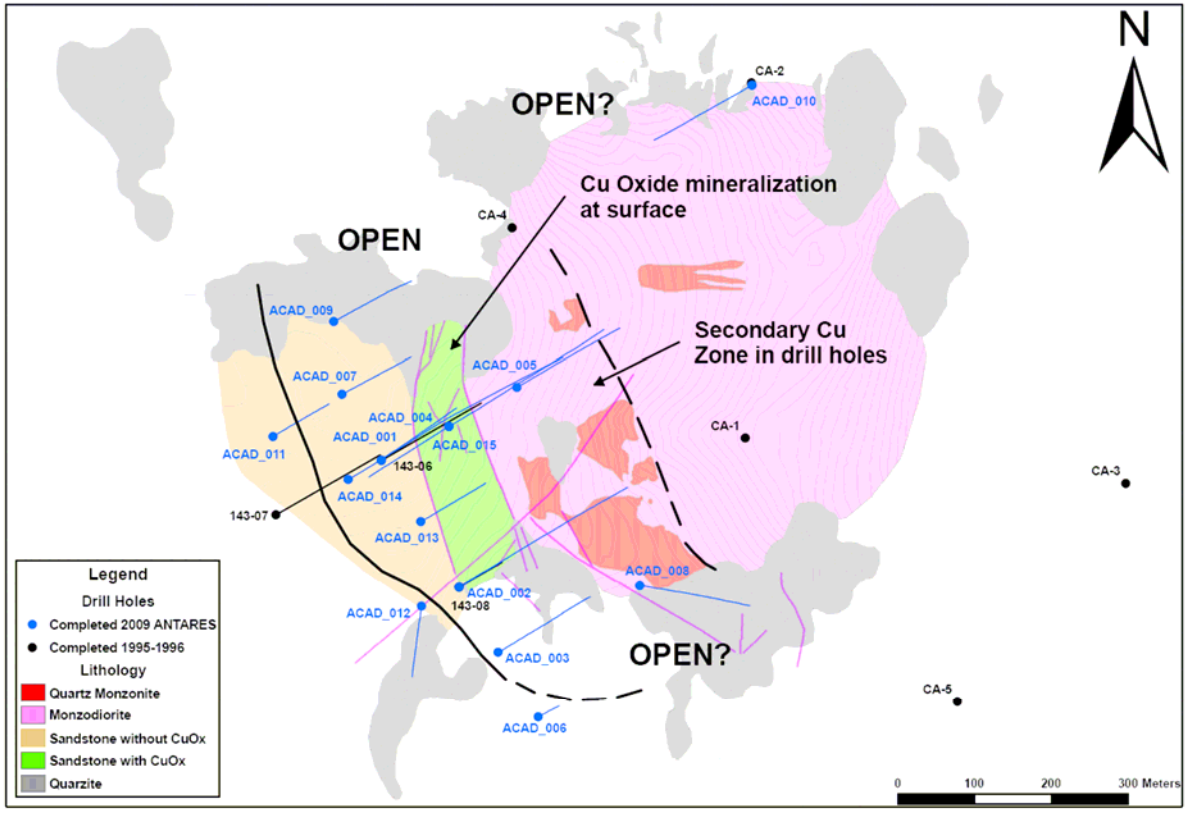 N
CA-2
ACAD_010
OPEN?
Cu Oxide mineralization
at surface
CA-4
OPEN
ACAD_009
Secondary Cu
Zone in drill holes
ACAD_005
ACAD_007
ACAD_004
ACAD_001
ACAD_015
CA-1
ACAD_011
143-06
CA-3
ACAD_014
143-07
ACAD_013
ACAD_008
ACAD_002
143-08
ACAD_012
ACAD_003
OPEN?
CA-5
ACAD_006
Legend
Drill Holes
Completed 2009 ANTARES
Completed 1995-1996
Lithology
Quartz Monzonite
Monzodiorite
Sandstone without CuOx
Sandstone with CuOx
Quarzite
0 100 200 300 Meters